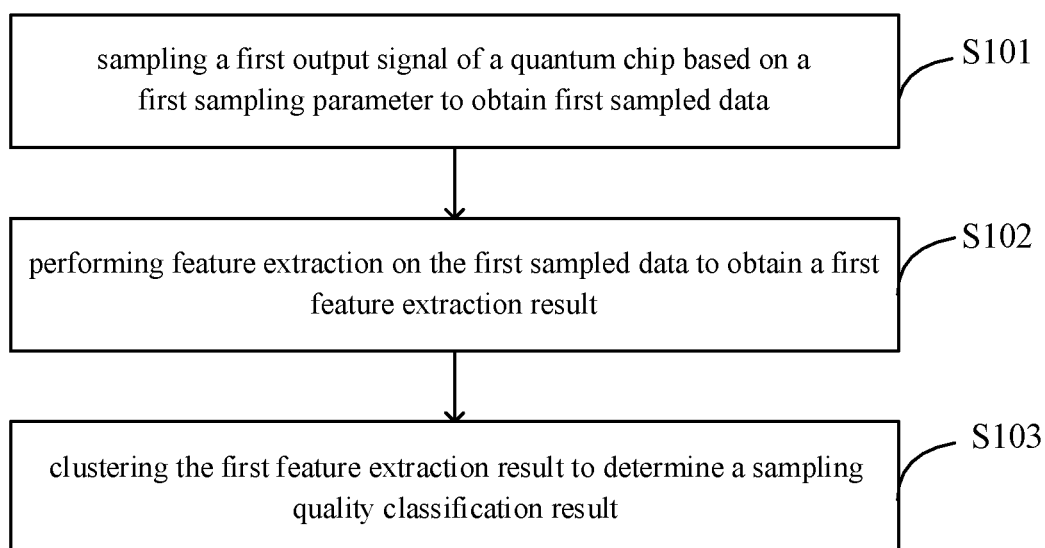 sampling a first output signal of a quantum chip based on a
first sampling parameter to obtain first sampled data
S101
performing feature extraction on the first sampled data to obtain a first
feature extraction result
S102
clustering the first feature extraction result to determine a sampling
quality classification result
S103